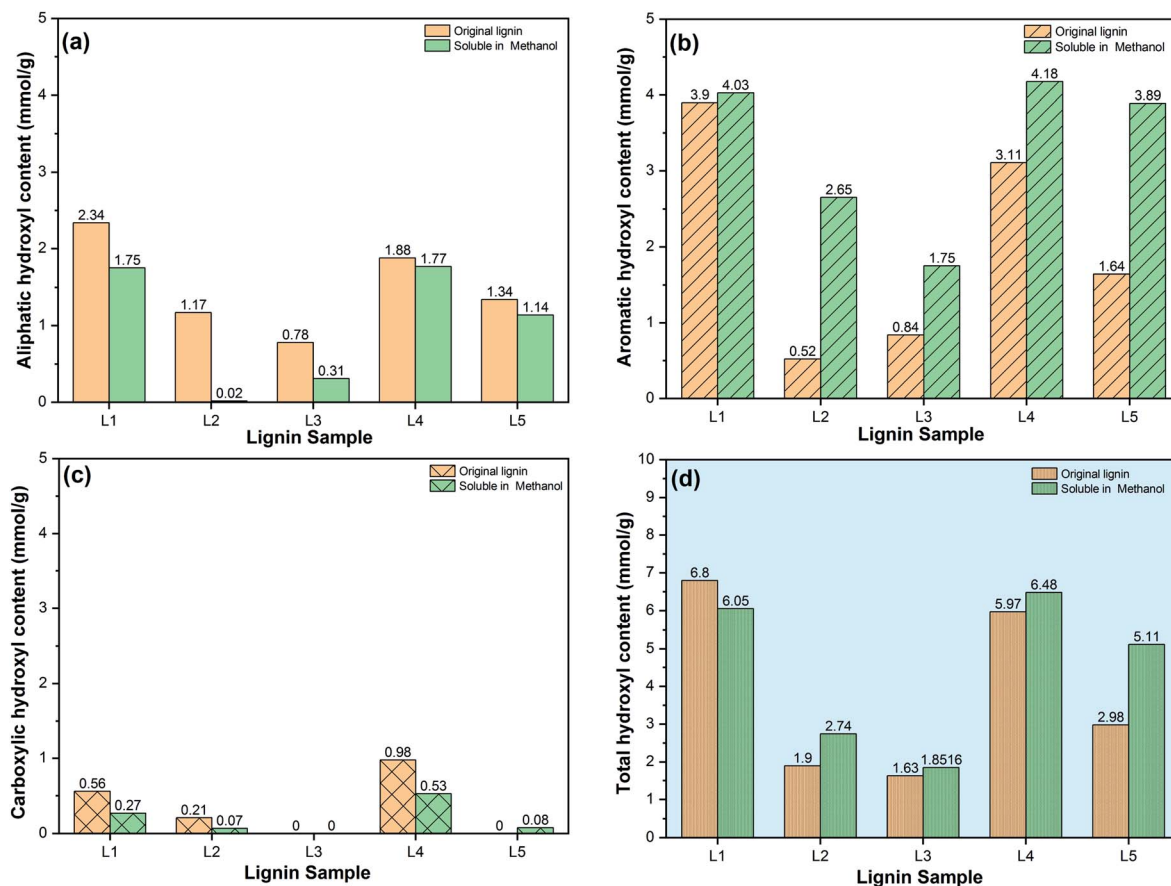 (a)
Original lignin
Soluble in Methanol
Aliphatic hydroxyl content (mmol/g)
5
4
3
2
1
0
2.34
1.75
1.17
0.02
0.78
0.31
1.88
1.77
1.34
1.14
L1 L2 L3 L4 L5
Lignin Sample
(b)
Original lignin
Soluble in Methanol
Aromatic hydroxyl content (mmol/g)
5
4
3
2
1
0
3.9
4.03
0.52
2.65
0.84
1.75
3.11
4.18
1.64
3.89
L1 L2 L3 L4 L5
Lignin Sample
(c)
Original lignin
Soluble in Methanol
Carboxylic hydroxyl content (mmol/g)
5
4
3
2
1
0
0.56
0.27
0.21
0.07
0
0
0.98
0.53
0
0.08
L1 L2 L3 L4 L5
Lignin Sample
(d)
Original lignin
Soluble in Methanol
Total hydroxyl content (mmol/g)
10
9
8
7
6
5
4
3
2
1
0
6.8
6.05
1.9
2.74
1.63
1.8516
5.97
6.48
2.98
5.11
L1 L2 L3 L4 L5
Lignin Sample